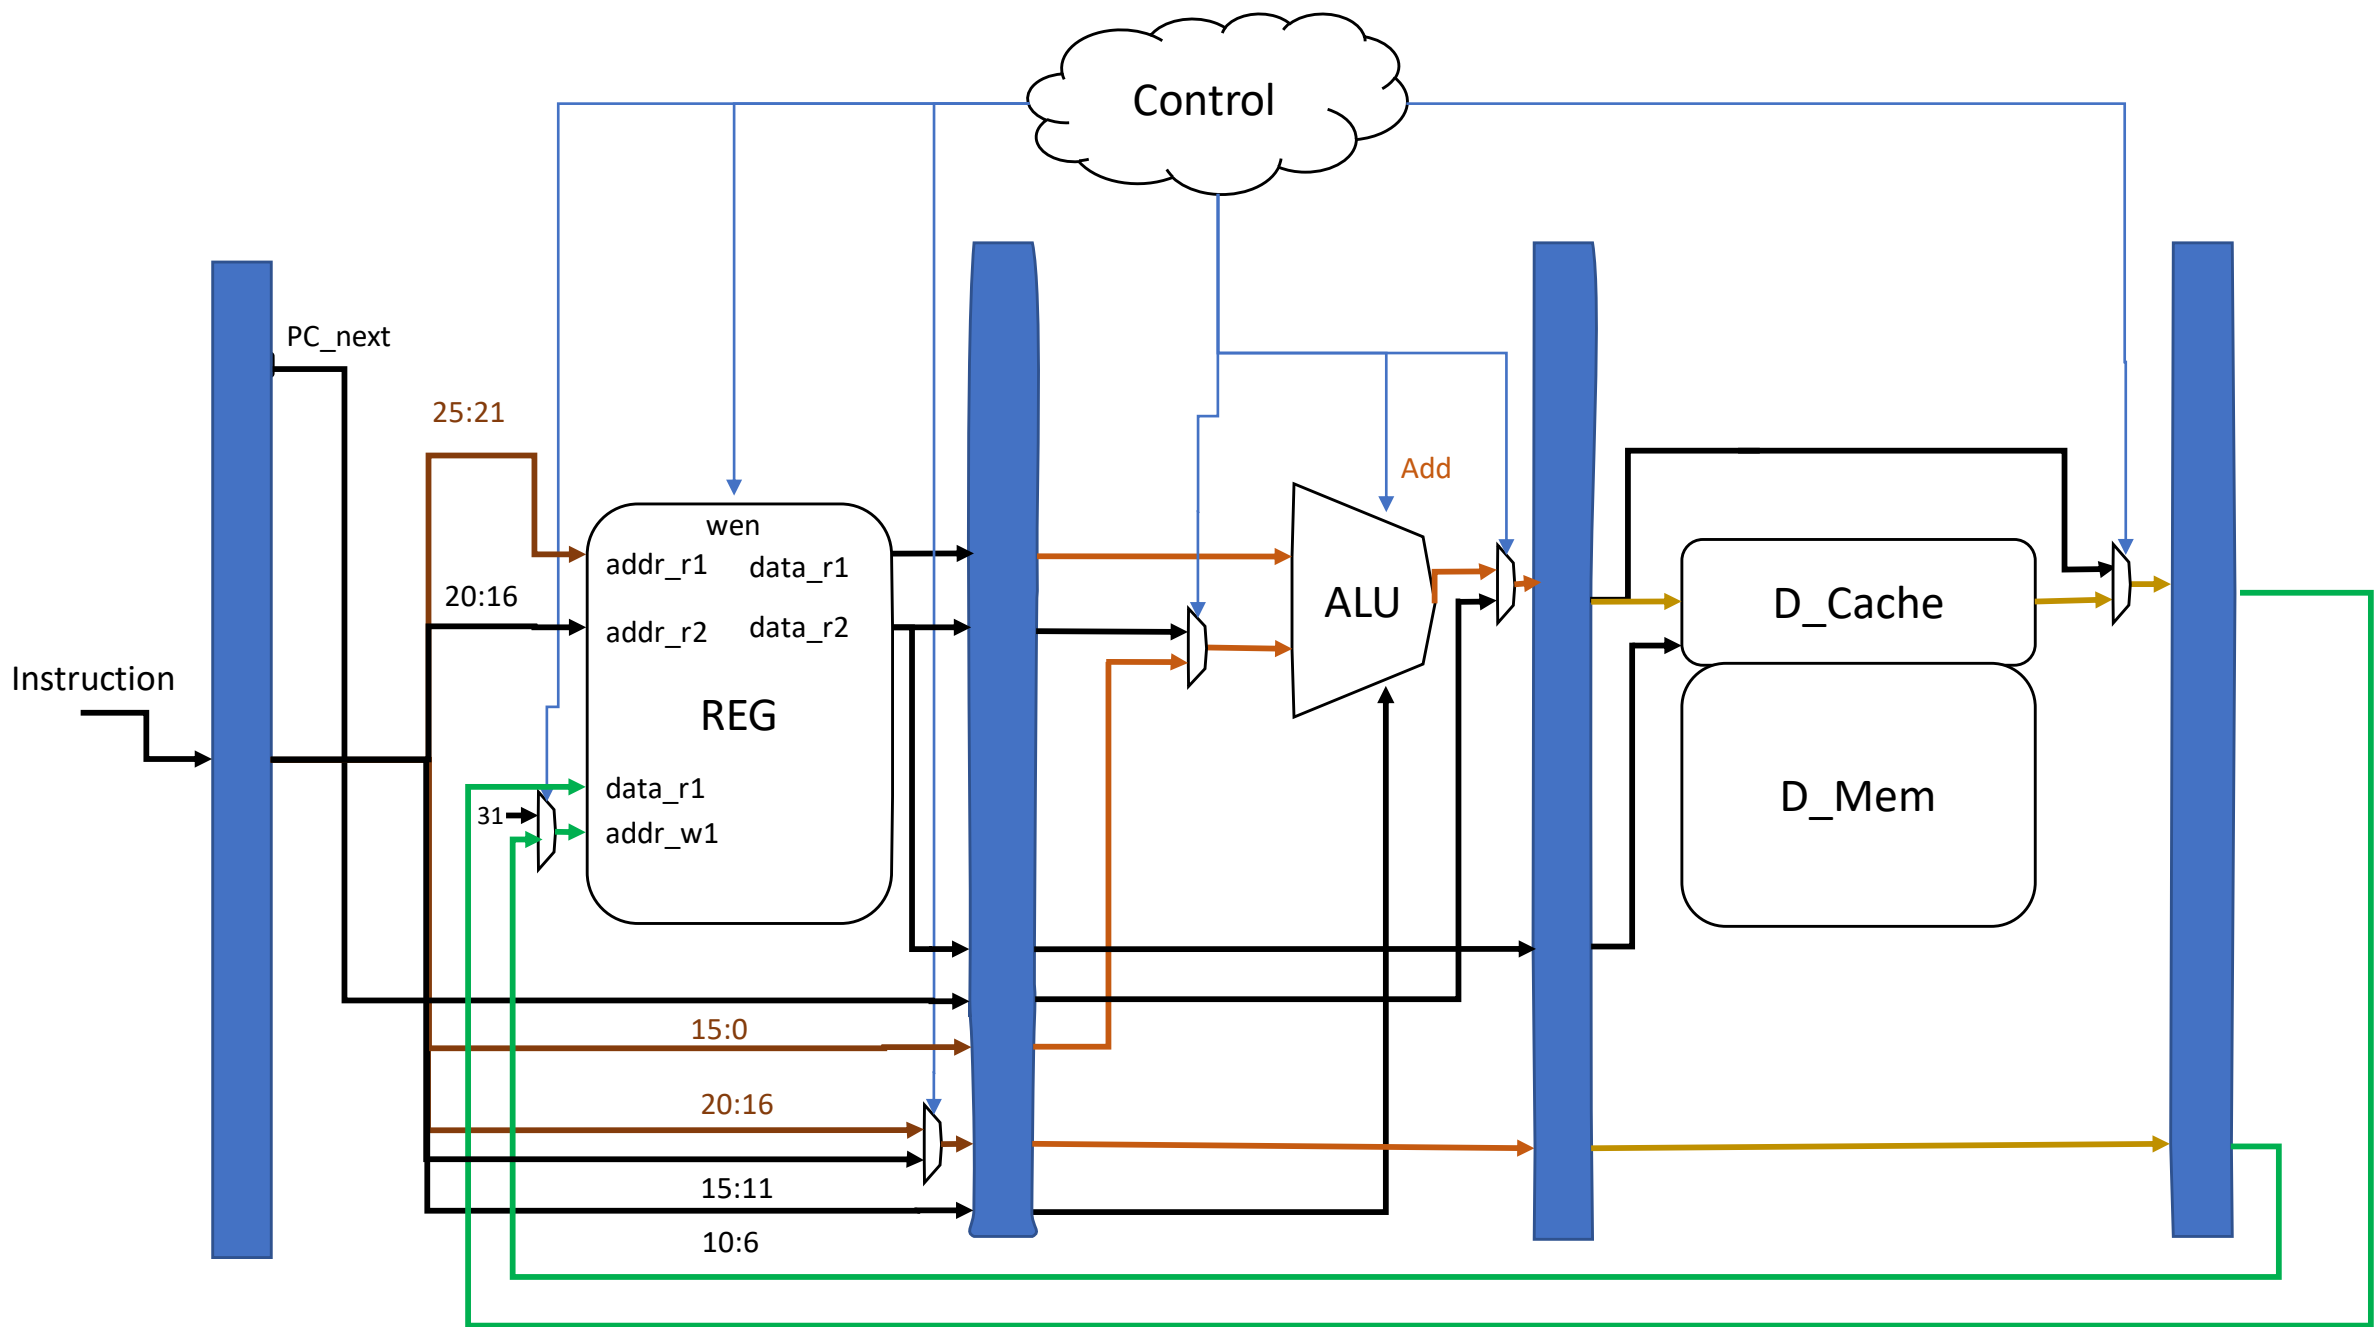 Control
PC_next
25:21
Add
wen
addr_r1
data_r1
20:16
addr_r2
data_r2
ALU
D_Cache
Instruction
REG
data_r1
31
addr_w1
D_Mem
15:0
20:16
15:11
10:6